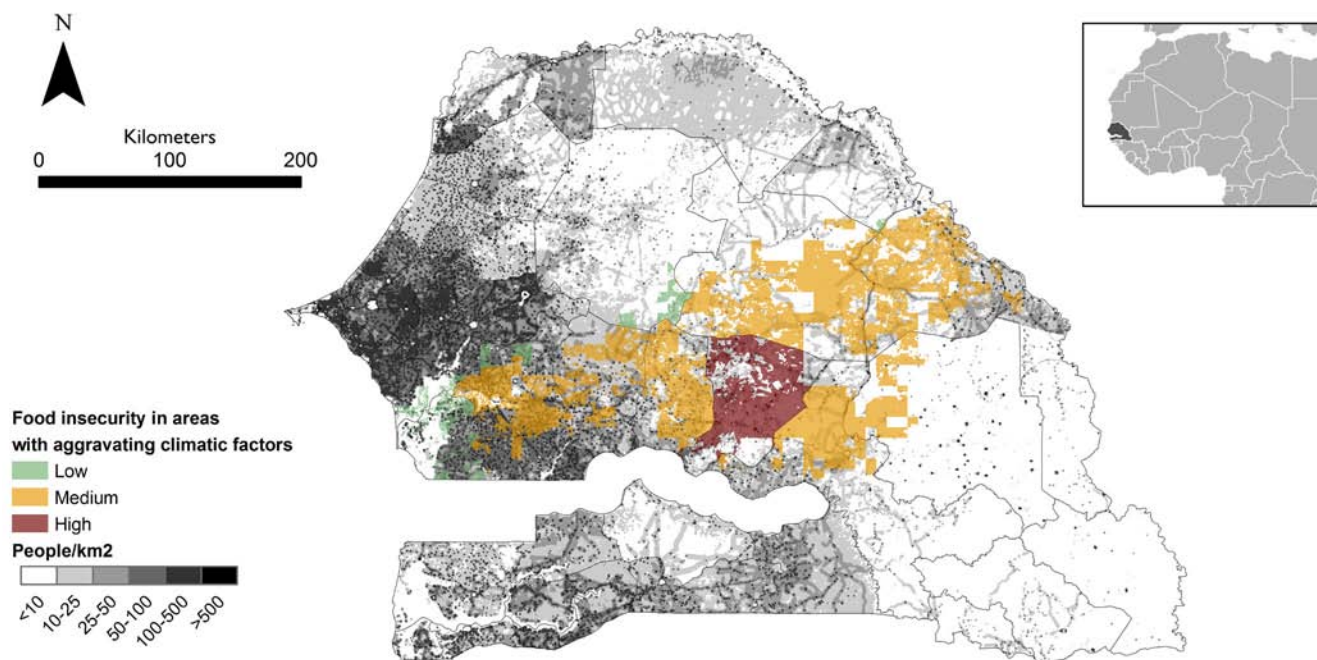 N
Kilometers
0 100 200
Food insecurity in areas
with aggravating climatic factors
Low
Medium
High
People/km2
<10 10-25 25-50 50-100 100-500 >500